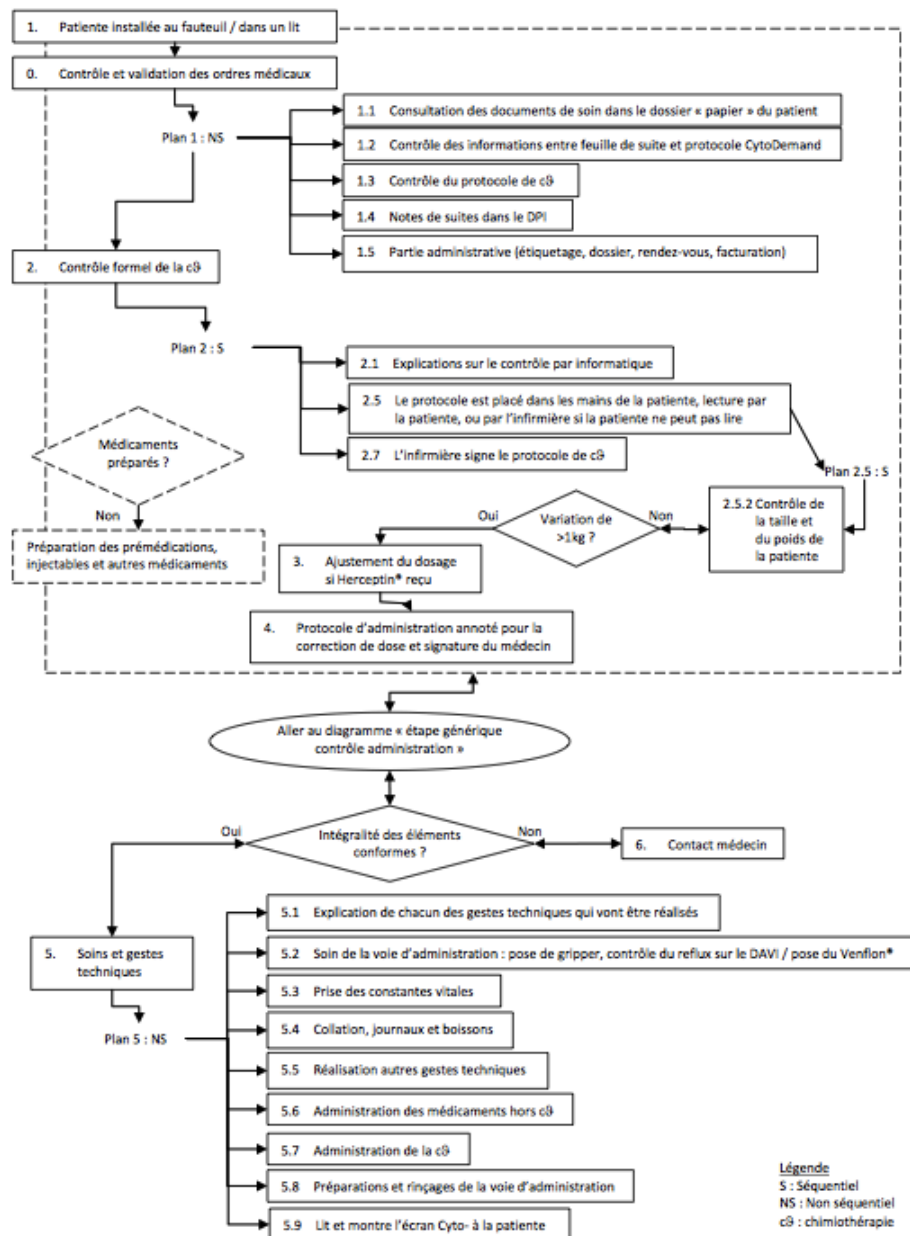 1. Patiente installée au fauteuil / dans un lit
0. Contrôle et validation des ordres médicaux
Plan 1 : NS
1.1 Consultation des documents de soin dans le dossier « papier » du patient
1.2 Contrôle des informations entre feuille de suite et protocole CytoDemand
1.3 Contrôle du protocole de cϑ
1.4 Notes de suites dans le DPI
1.5 Partie administrative (étiquetage, dossier, rendez-vous, facturation)
2. Contrôle formel de la cϑ
Plan 2 : S
2.1 Explications sur le contrôle par informatique
2.5 Le protocole est placé dans les mains de la patiente, lecture par
la patiente, ou par l'infirmière si la patiente ne peut pas lire
2.7 L'infirmière signe le protocole de cϑ
Plan 2.5 : S
Médicaments
préparés ?
Non
Préparation des prémédications,
injectables et autres médicaments
2.5.2 Contrôle de
la taille et
du poids de
la patiente
Non
Variation de
>1kg ?
Oui
3. Ajustement du dosage
si Herceptin® reçu
4. Protocole d'administration annoté pour la
correction de dose et signature du médecin
Aller au diagramme « étape générique
contrôle administration »
Oui
Intégralité des éléments
conformes ?
Non
6. Contact médecin
5. Soins et gestes
techniques
Plan 5 : NS
5.1 Explication de chacun des gestes techniques qui vont être réalisés
5.2 Soin de la voie d'administration : pose de gripper, contrôle du reflux sur le DAVI / pose du Venflon®
5.3 Prise des constantes vitales
5.4 Collation, journaux et boissons
5.5 Réalisation autres gestes techniques
5.6 Administration des médicaments hors cϑ
5.7 Administration de la cϑ
5.8 Préparations et rinçages de la voie d'administration
5.9 Lit et montre l'écran Cyto- à la patiente
Légende
S : Séquentiel
NS : Non séquentiel
cϑ : chimiothérapie